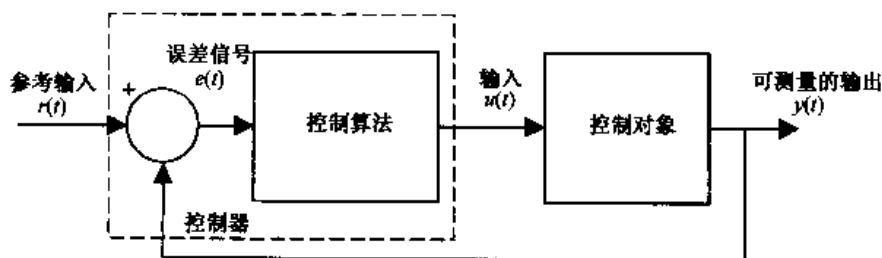 参考输入
r(t)
+
误差信号
e(t)
控制算法
控制器
输入
u(t)
控制对象
可测量的输出
y(t)